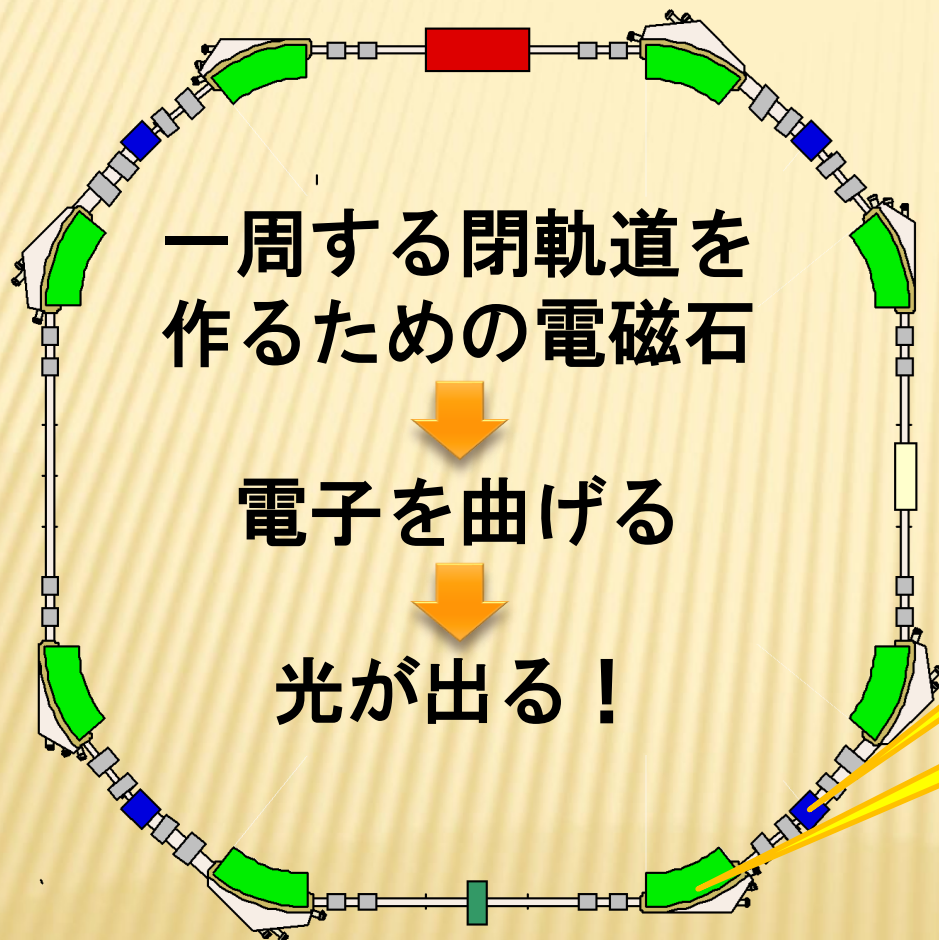 一周する閉軌道を
作るための電磁石
電子を曲げる
光が出る！